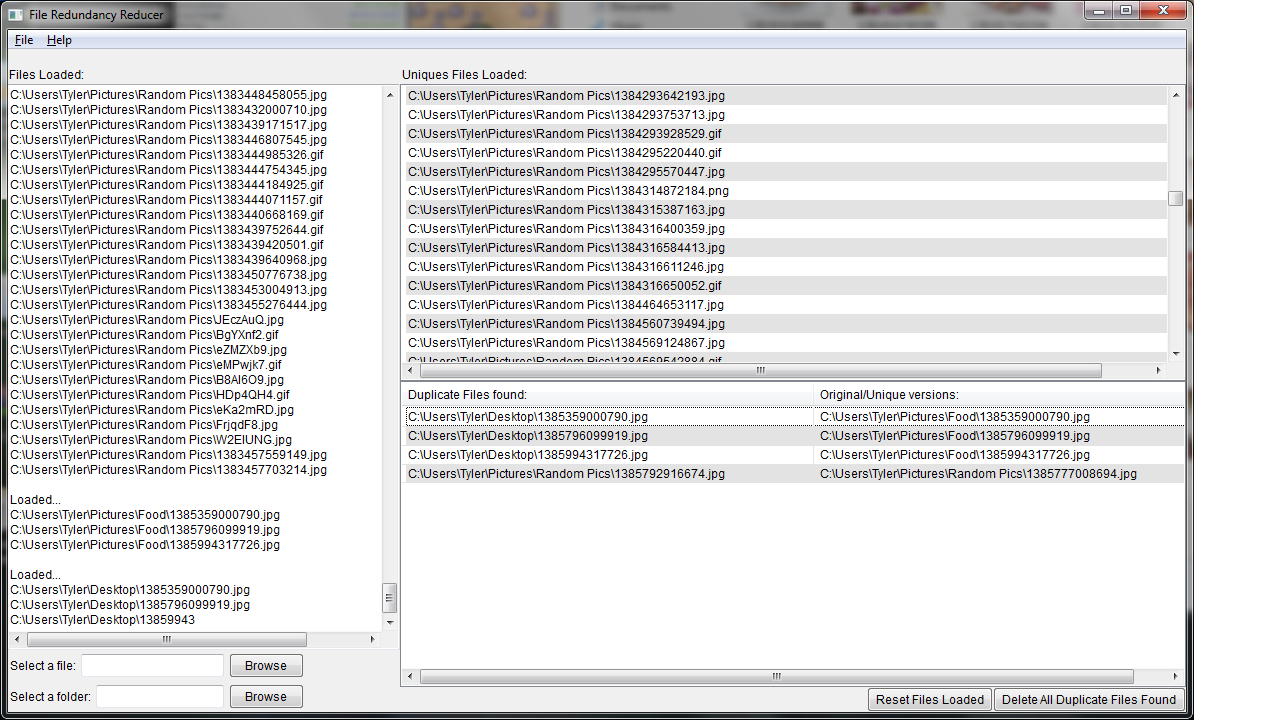 File Redundancy Reducer
File Help
Files Loaded:
C:\Users\Tyler\Pictures\Random Pics\1383448458055.jpg
C:\Users\Tyler\Pictures\Random Pics\1383432000710.jpg
C:\Users\Tyler\Pictures\Random Pics\1383439171517.jpg
C:\Users\Tyler\Pictures\Random Pics\1383446807545.jpg
C:\Users\Tyler\Pictures\Random Pics\1383444985326.gif
C:\Users\Tyler\Pictures\Random Pics\1383444754345.jpg
C:\Users\Tyler\Pictures\Random Pics\1383444184925.gif
C:\Users\Tyler\Pictures\Random Pics\1383444071157.gif
C:\Users\Tyler\Pictures\Random Pics\1383440668169.gif
C:\Users\Tyler\Pictures\Random Pics\1383439752644.gif
C:\Users\Tyler\Pictures\Random Pics\1383439420501.gif
C:\Users\Tyler\Pictures\Random Pics\1383439640968.jpg
C:\Users\Tyler\Pictures\Random Pics\1383450776738.jpg
C:\Users\Tyler\Pictures\Random Pics\1383453004913.jpg
C:\Users\Tyler\Pictures\Random Pics\1383455276444.jpg
C:\Users\Tyler\Pictures\Random Pics\JEczAuQ.jpg
C:\Users\Tyler\Pictures\Random Pics\BgYXnf2.gif
C:\Users\Tyler\Pictures\Random Pics\eZMZXb9.jpg
C:\Users\Tyler\Pictures\Random Pics\eMPwjk7.gif
C:\Users\Tyler\Pictures\Random Pics\B8Al6O9.jpg
C:\Users\Tyler\Pictures\Random Pics\HDp4QH4.gif
C:\Users\Tyler\Pictures\Random Pics\eKa2mRD.jpg
C:\Users\Tyler\Pictures\Random Pics\FrjqdF8.jpg
C:\Users\Tyler\Pictures\Random Pics\W2EIUNG.jpg
C:\Users\Tyler\Pictures\Random Pics\1383457559149.jpg
C:\Users\Tyler\Pictures\Random Pics\1383457703214.jpg
Loaded...
C:\Users\Tyler\Pictures\Food\1385359000790.jpg
C:\Users\Tyler\Pictures\Food\1385796099919.jpg
C:\Users\Tyler\Pictures\Food\1385994317726.jpg
Loaded...
C:\Users\Tyler\Desktop\1385359000790.jpg
C:\Users\Tyler\Desktop\1385796099919.jpg
C:\Users\Tyler\Desktop\13859943
Select a file: Browse
Select a folder: Browse
Uniques Files Loaded:
C:\Users\Tyler\Pictures\Random Pics\1384293642193.jpg
C:\Users\Tyler\Pictures\Random Pics\1384293753713.jpg
C:\Users\Tyler\Pictures\Random Pics\1384293928529.gif
C:\Users\Tyler\Pictures\Random Pics\1384295220440.gif
C:\Users\Tyler\Pictures\Random Pics\1384295570447.jpg
C:\Users\Tyler\Pictures\Random Pics\1384314872184.png
C:\Users\Tyler\Pictures\Random Pics\1384315387163.jpg
C:\Users\Tyler\Pictures\Random Pics\1384316400359.jpg
C:\Users\Tyler\Pictures\Random Pics\1384316584413.jpg
C:\Users\Tyler\Pictures\Random Pics\1384316611246.jpg
C:\Users\Tyler\Pictures\Random Pics\1384316650052.gif
C:\Users\Tyler\Pictures\Random Pics\1384464653117.jpg
C:\Users\Tyler\Pictures\Random Pics\1384560739494.jpg
C:\Users\Tyler\Pictures\Random Pics\1384569124867.jpg
C:\Users\Tyler\Pictures\Random Pics\1384569542884.gif
Duplicate Files found: Original/Unique versions:
C:\Users\Tyler\Desktop\1385359000790.jpg C:\Users\Tyler\Pictures\Food\1385359000790.jpg
C:\Users\Tyler\Desktop\1385796099919.jpg C:\Users\Tyler\Pictures\Food\1385796099919.jpg
C:\Users\Tyler\Desktop\1385994317726.jpg C:\Users\Tyler\Pictures\Food\1385994317726.jpg
C:\Users\Tyler\Pictures\Random Pics\1385792916674.jpg C:\Users\Tyler\Pictures\Random Pics\1385777008694.jpg
Reset Files Loaded Delete All Duplicate Files Found